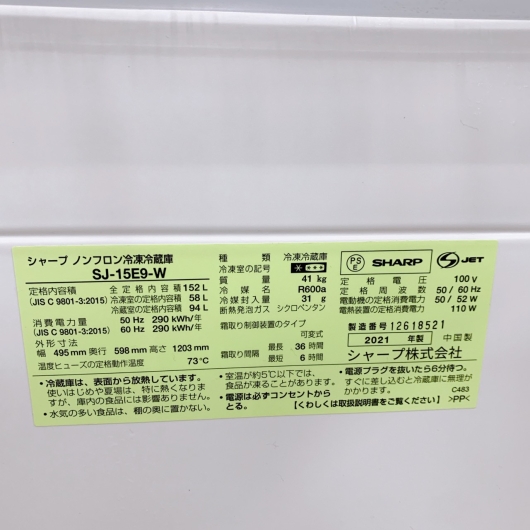 シャープ ノンフロン冷凍冷蔵庫
SJ-15E9-W
定格内容積 全定格内容積 152 L
(JIS C 9801-3:2015) 冷凍室の定格内容積 58 L
冷蔵室の定格内容積 94 L
消費電力量 50 Hz 290 kWh/年
(JIS C 9801-3:2015) 60 Hz 290 kWh/年
外形寸法
幅 495 mm 奥行 598 mm 高さ 1203 mm
温度ヒューズの定格動作温度 73℃
種類 冷凍冷蔵庫
冷凍室の記号
質量 41 kg
冷媒名 R600a
冷媒封入量 31 g
断熱発泡ガス シクロペンタン
霜取り制御装置のタイプ
可変式
霜取り間隔 最長 36 時間
最短 6 時間
PS
E
SHARP
S JET
定格電圧 100 V
定格周波数 50 / 60 Hz
電動機の定格消費電力 50 / 52 W
電熱装置の定格消費電力 110 W
製造番号 12618521
2021 年製 中国製
シャープ株式会社
・冷蔵庫は、表面から放熱しています。
使いはじめや夏場は、特に熱くなりま
すが、庫内の食品には影響ありません。
・水気の多い食品は、棚の奥に置かない。
・室温が約5℃以下では、
食品が凍ることがあります。
・電源は必ずコンセントから
とる。
・電源プラグを抜いたら6分待つ。
すぐに差し込むと冷蔵庫に無理が
かかります。 C483
【くわしくは取扱説明書をご覧ください】 >PP<